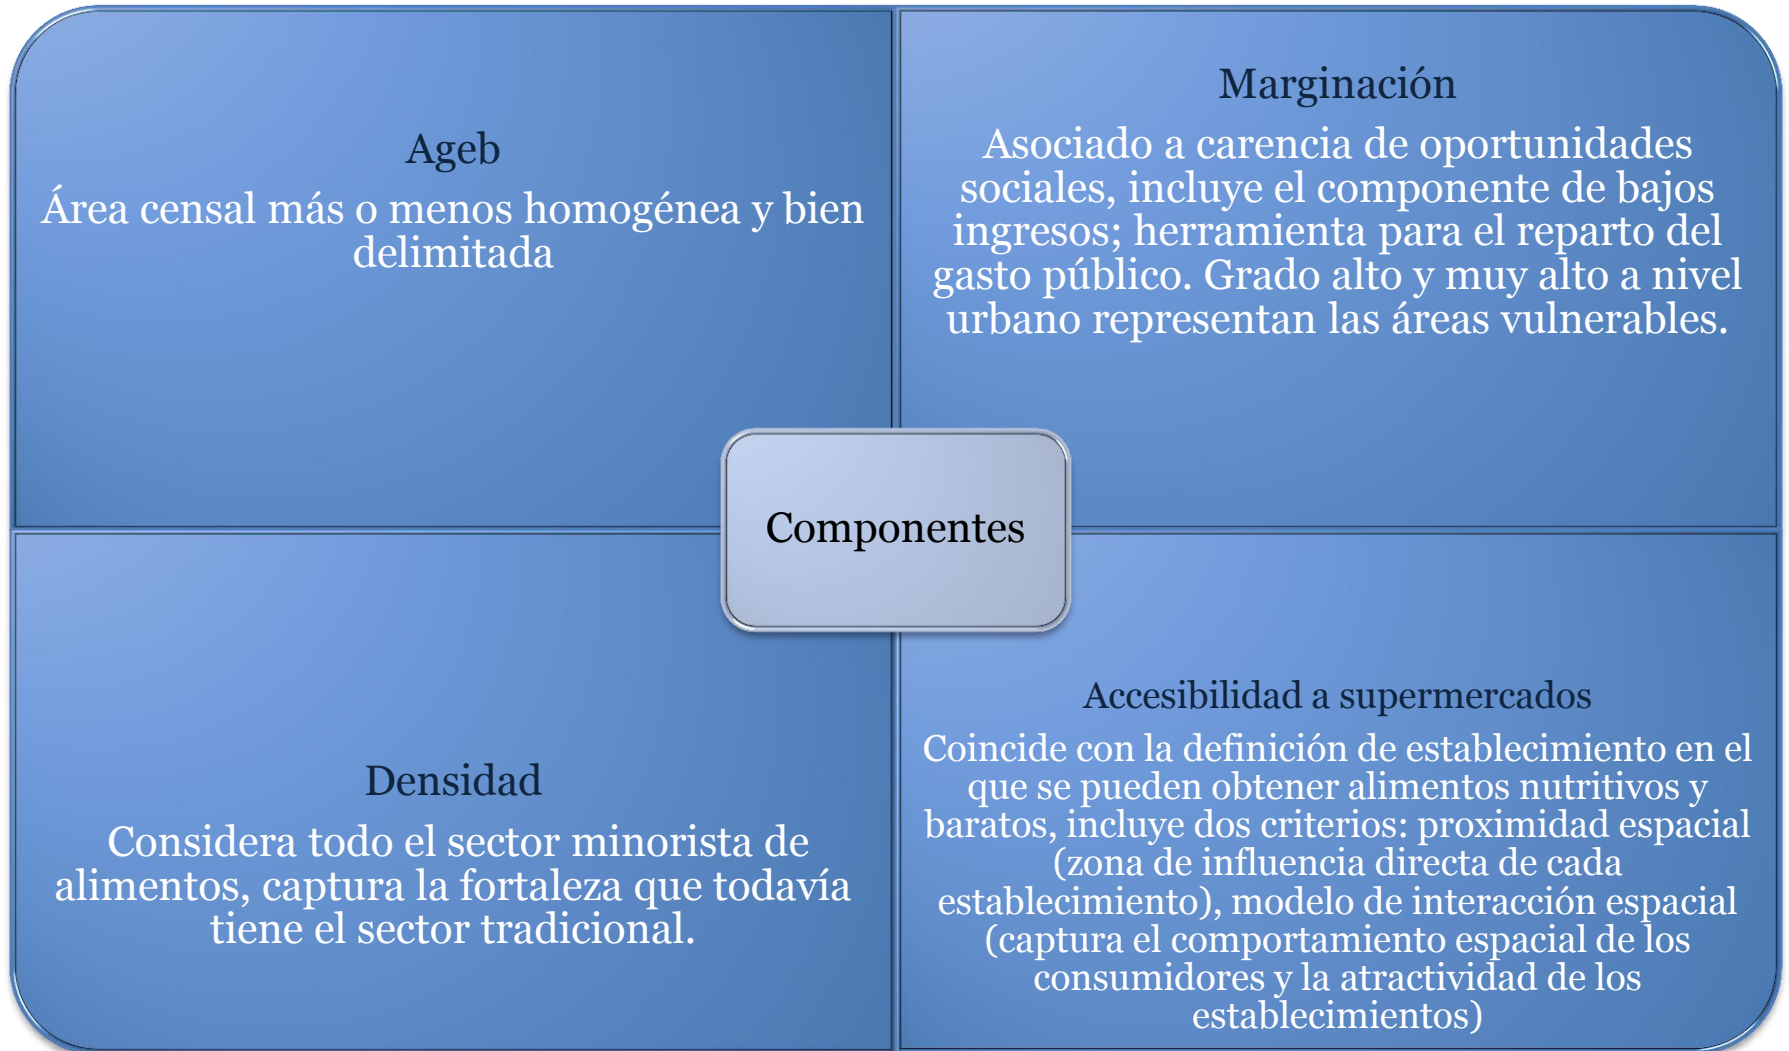 Ageb
Área censal más o menos homogénea y bien
delimitada
Marginación
Asociado a carencia de oportunidades
sociales, incluye el componente de bajos
ingresos; herramienta para el reparto del
gasto público. Grado alto y muy alto a nivel
urbano representan las áreas vulnerables.
Componentes
Densidad
Considera todo el sector minorista de
alimentos, captura la fortaleza que todavía
tiene el sector tradicional.
Accesibilidad a supermercados
Coincide con la definición de establecimiento en el
que se pueden obtener alimentos nutritivos y
baratos, incluye dos criterios: proximidad espacial
(zona de influencia directa de cada
establecimiento), modelo de interacción espacial
(captura el comportamiento espacial de los
consumidores y la atractividad de los
establecimientos)